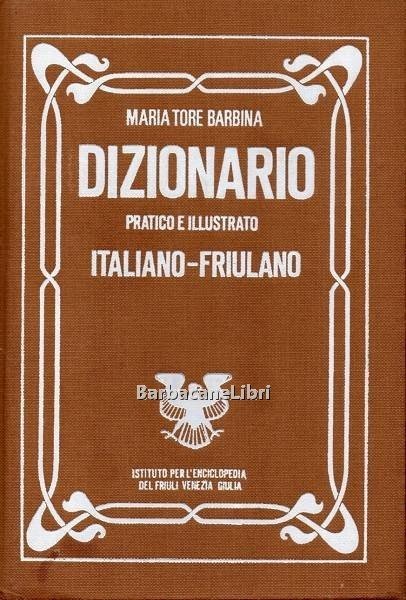 MARIA TORE BARBINA
DIZIONARIO
PRATICO E ILLUSTRATO
ITALIANO-FRIULANO
BarbacaneLibri
ISTITUTO PER L'ENCICLOPEDIA
DEL FRIULI VENEZIA GIULIA